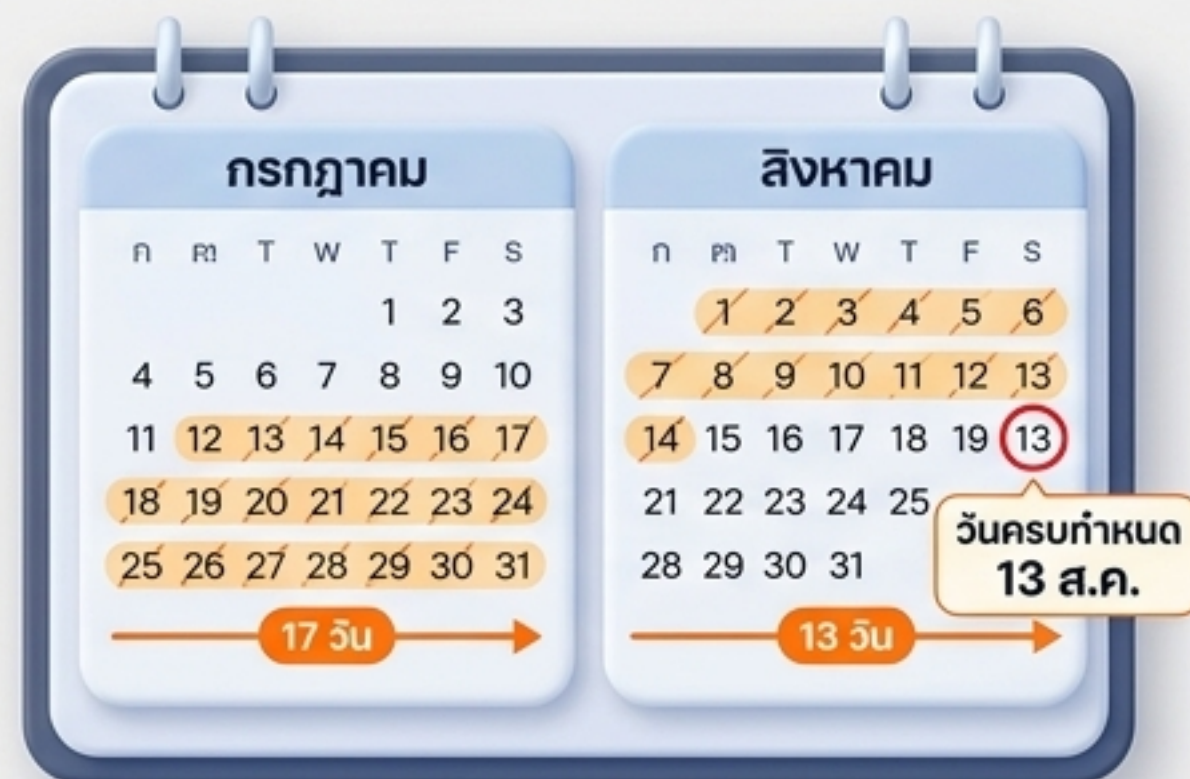 กรกฎาคม
T W T F S
1 2 3
4 5 6 7 8 9 10
11 12 13 14 15 16 17
18 19 20 21 22 23 24
25 26 27 28 29 30 31
17 วัน
สิงหาคม
ก T W T F S
1 2 3 4 5 6
7 8 9 10 11 12 13
14 15 16 17 18 19 13
21 22 23 24 25
28 29 30 31
วันครบกำหนด
13 ส.ค.
13 วัน